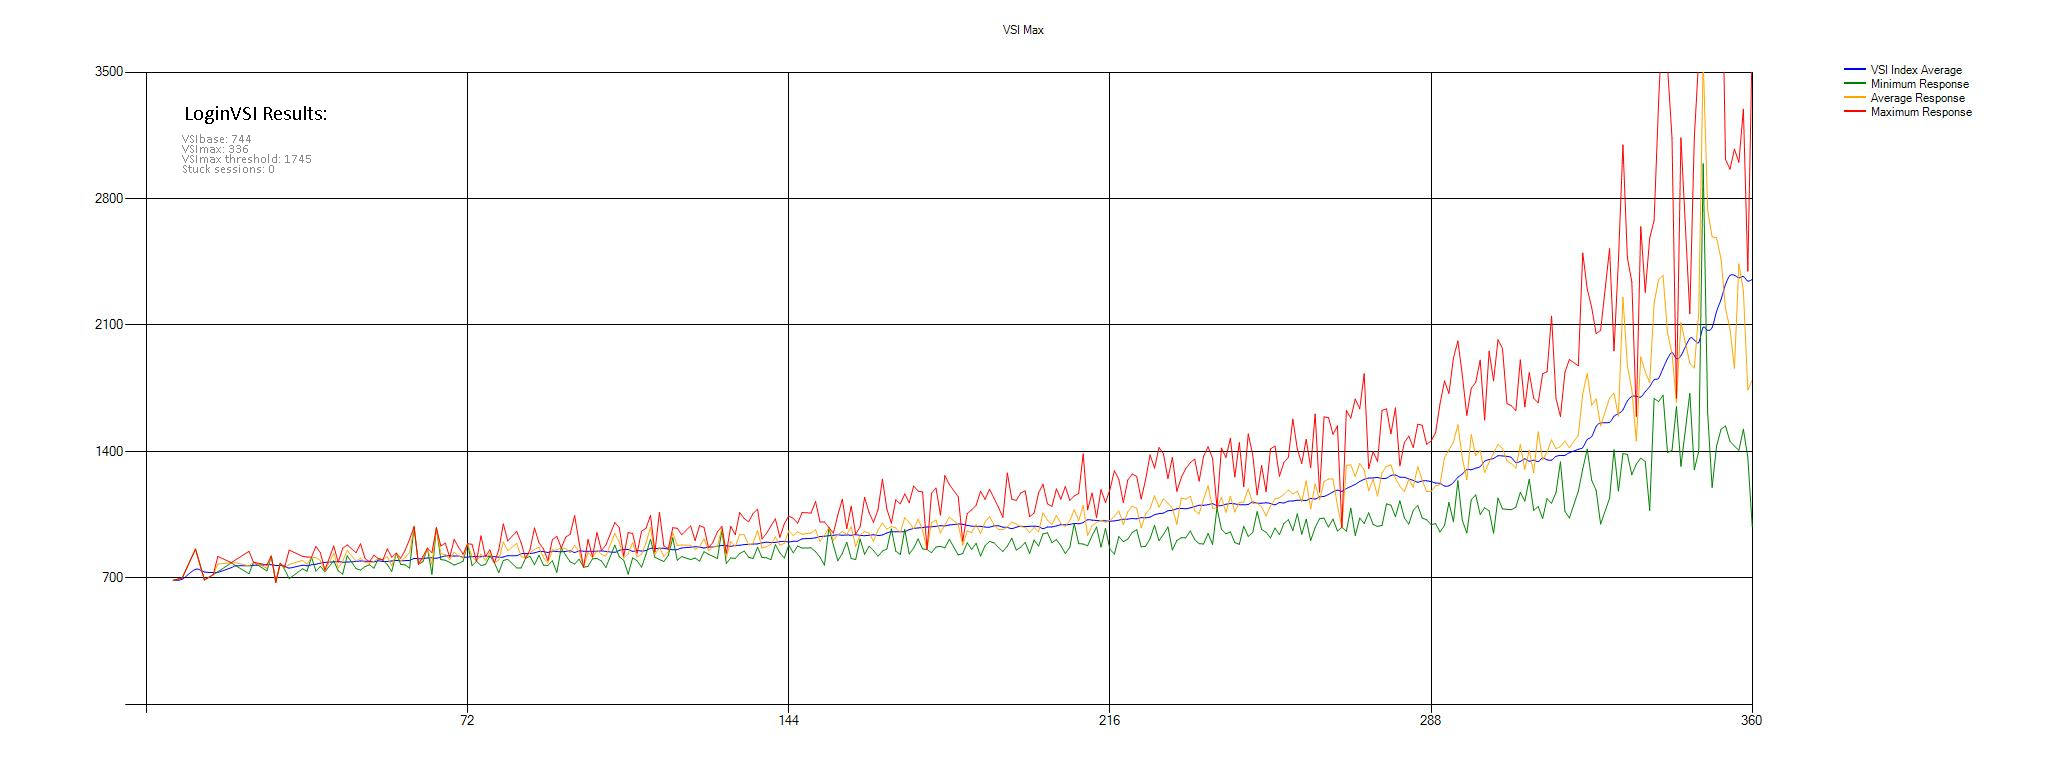 VSI Max
3500
2800
2100
1400
700
LoginVSI Results:
VSIbase: 744
VSImax: 336
VSImax threshold: 1745
Stuck sessions: 0
VSI Index Average
Minimum Response
Average Response
Maximum Response
72
144
216
288
360